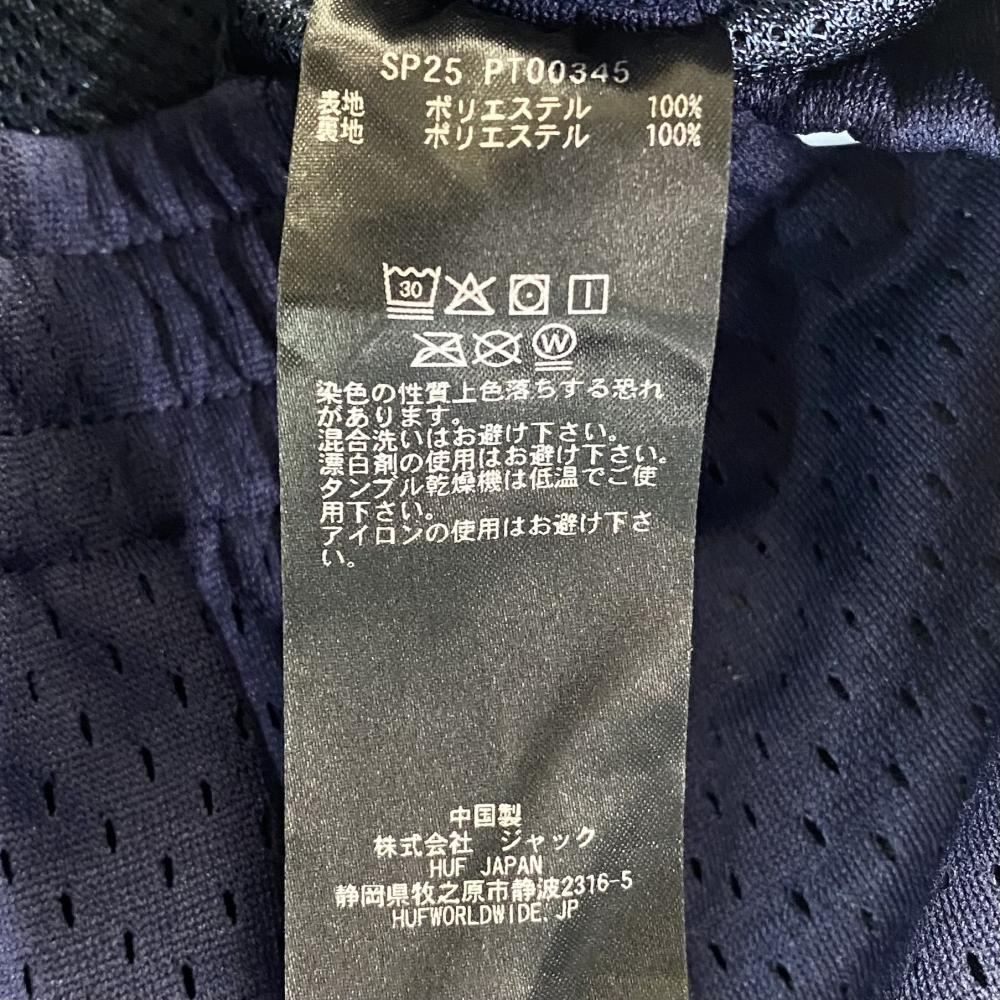 SP25 PT00345
表地 ポリエステル 100%
裏地 ポリエステル 100%
30
W
染色の性質上色落ちする恐れ
があります。
混合洗いはお避け下さい。
漂白剤の使用はお避け下さい。
タンブル乾燥機は低温でご使
用下さい。
アイロンの使用はお避け下さ
い。
中国製
株式会社 ジャック
HUF JAPAN
静岡県牧之原市静波2316-5
HUFWORLDWIDE.JP